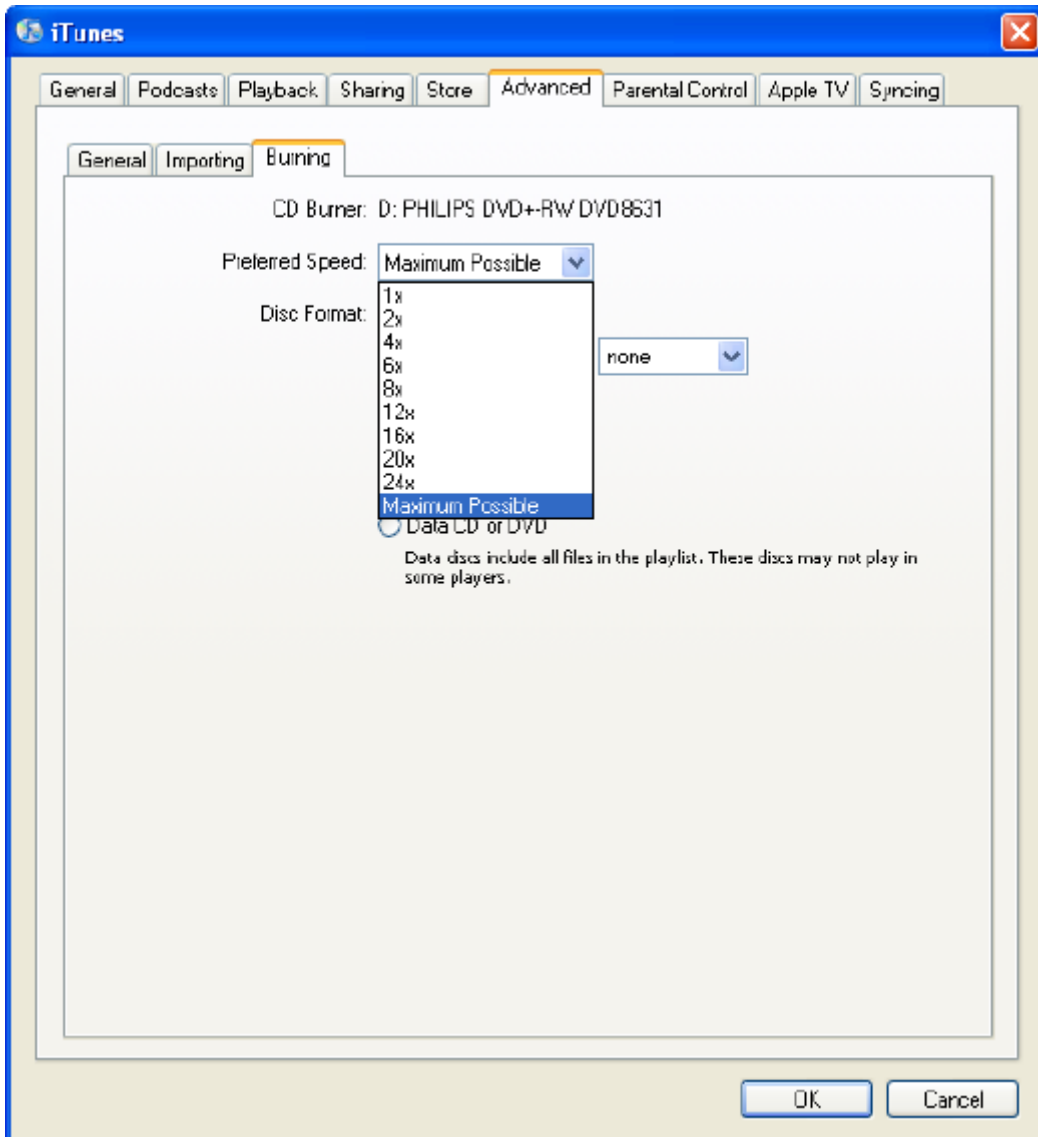 iTunes
General Podcasts Playback Sharing Store Advanced Parental Control Apple TV Syncing
General Importing Burning
CD Burner: D: PHILIPS DVD+-RW DVD8631
Preferred Speed: Maximum Possible
Disc Format:
1x
2x
4x
none
6x
8x
12x
16x
20x
24x
Maximum Possible
Data CD or DVD
Data discs include all files in the playlist. These discs may not play in
some players.
OK Cancel